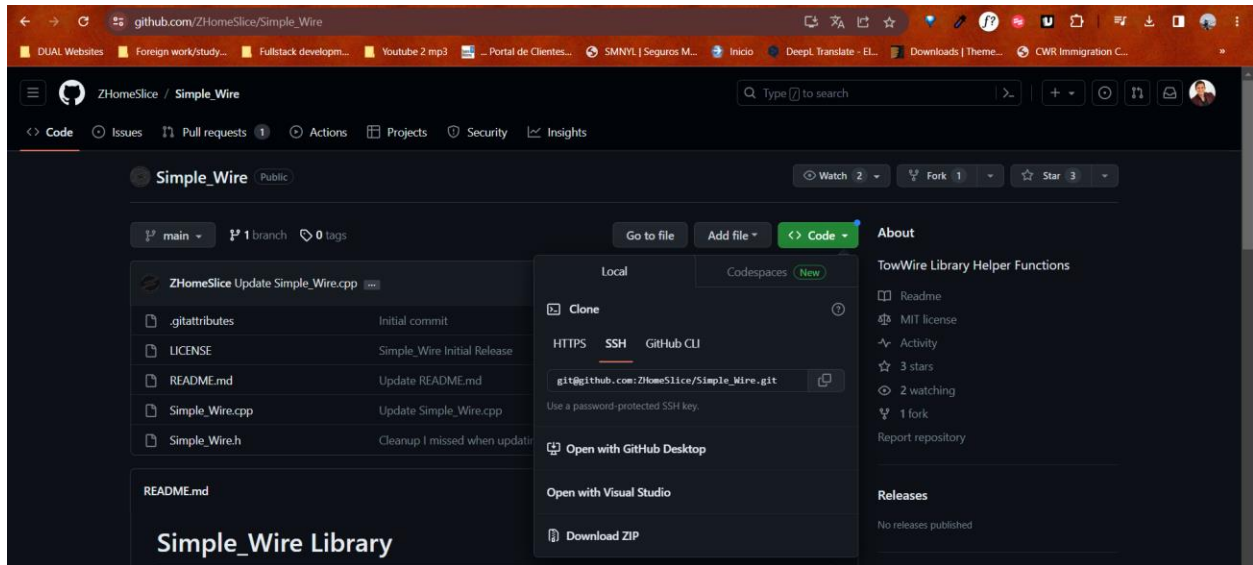 github.com/ZHomeSlice/Simple_Wire
DUAL Websites Foreign work/study... Fullstack developm... Youtube 2 mp3 _ Portal de Clientes... SMNYL | Seguros M... Inicio DeepL Translate - El... Downloads | Theme... CWR Immigration C... »
ZHomeSlice / Simple_Wire Type / to search
<> Code Issues Pull requests 1 Actions Projects Security Insights
Simple_Wire Public Watch 2 Fork 1 Star 3
main 1 branch 0 tags Go to file Add file <> Code
About
TowWire Library Helper Functions
Readme
MIT license
Activity
3 stars
2 watching
1 fork
Report repository
Releases
No releases published
ZHomeSlice Update Simple_Wire.cpp ...
.gitattributes Initial commit
LICENSE Simple_Wire Initial Release
README.md Update README.md
Simple_Wire.cpp Update Simple_Wire.cpp
Simple_Wire.h Cleanup I missed when updatin
Local Codespaces New
Clone
HTTPS SSH GitHub CLI
git@github.com:ZHomeSlice/Simple_Wire.git
Use a password-protected SSH key.
Open with GitHub Desktop
Open with Visual Studio
Download ZIP
README.md
Simple_Wire Library